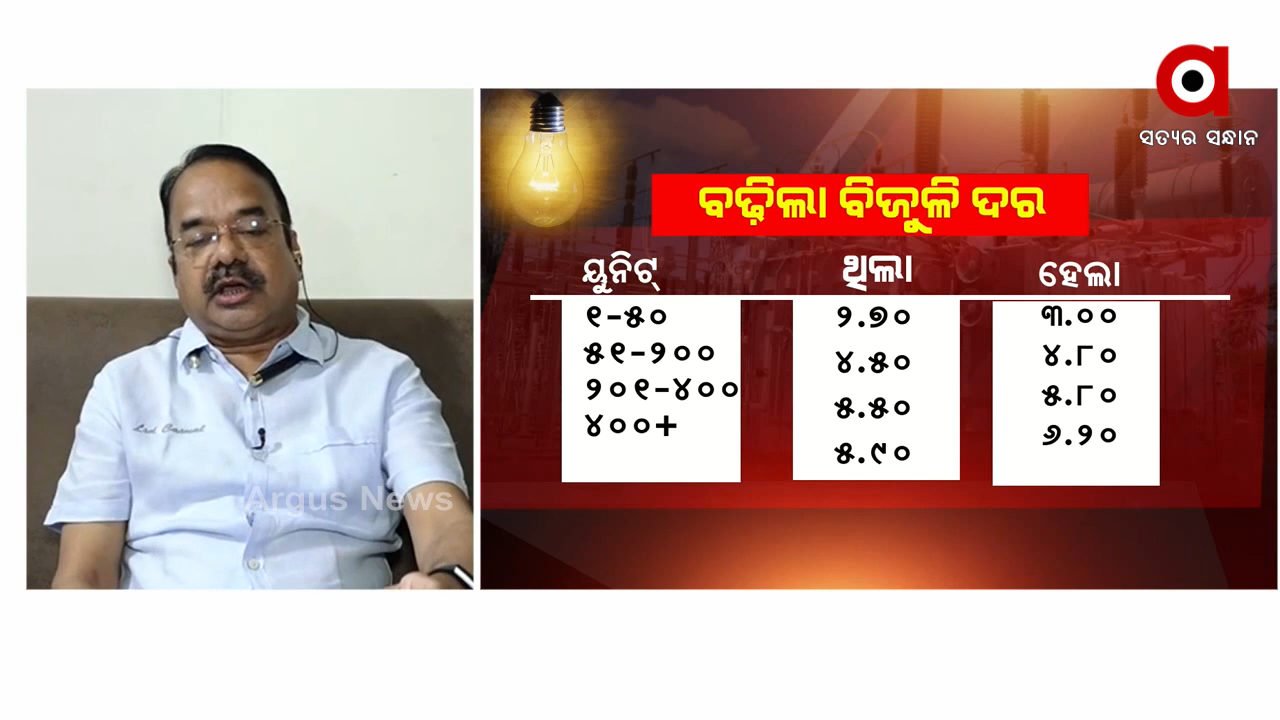 ସତ୍ୟର ସନ୍ଧାନ
ବଢ଼ିଲା ବିଜୁଳି ଦର
ୟୁନିଟ୍ ଥିଲା ହେଲା
୧-୫୦ ୨.୭୦ ୩.୦୦
୫୧-୨୦୦ ୪.୫୦ ୪.୮୦
୨୦୧-୪୦୦ ୫.୫୦ ୫.୮୦
୪୦୦+ ୫.୯୦ ୬.୨୦
Argus News